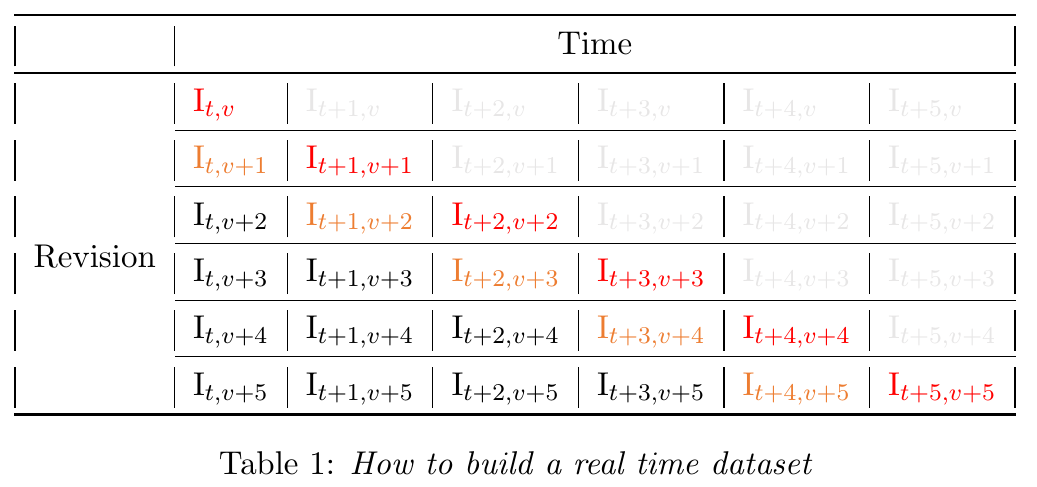 Time
I_{t,v} I_{t+1,v} I_{t+2,v} I_{t+3,v} I_{t+4,v} I_{t+5,v}
I_{t,v+1} I_{t+1,v+1} I_{t+2,v+1} I_{t+3,v+1} I_{t+4,v+1} I_{t+5,v+1}
I_{t,v+2} I_{t+1,v+2} I_{t+2,v+2} I_{t+3,v+2} I_{t+4,v+2} I_{t+5,v+2}
Revision
I_{t,v+3} I_{t+1,v+3} I_{t+2,v+3} I_{t+3,v+3} I_{t+4,v+3} I_{t+5,v+3}
I_{t,v+4} I_{t+1,v+4} I_{t+2,v+4} I_{t+3,v+4} I_{t+4,v+4} I_{t+5,v+4}
I_{t,v+5} I_{t+1,v+5} I_{t+2,v+5} I_{t+3,v+5} I_{t+4,v+5} I_{t+5,v+5}
Table 1: How to build a real time dataset